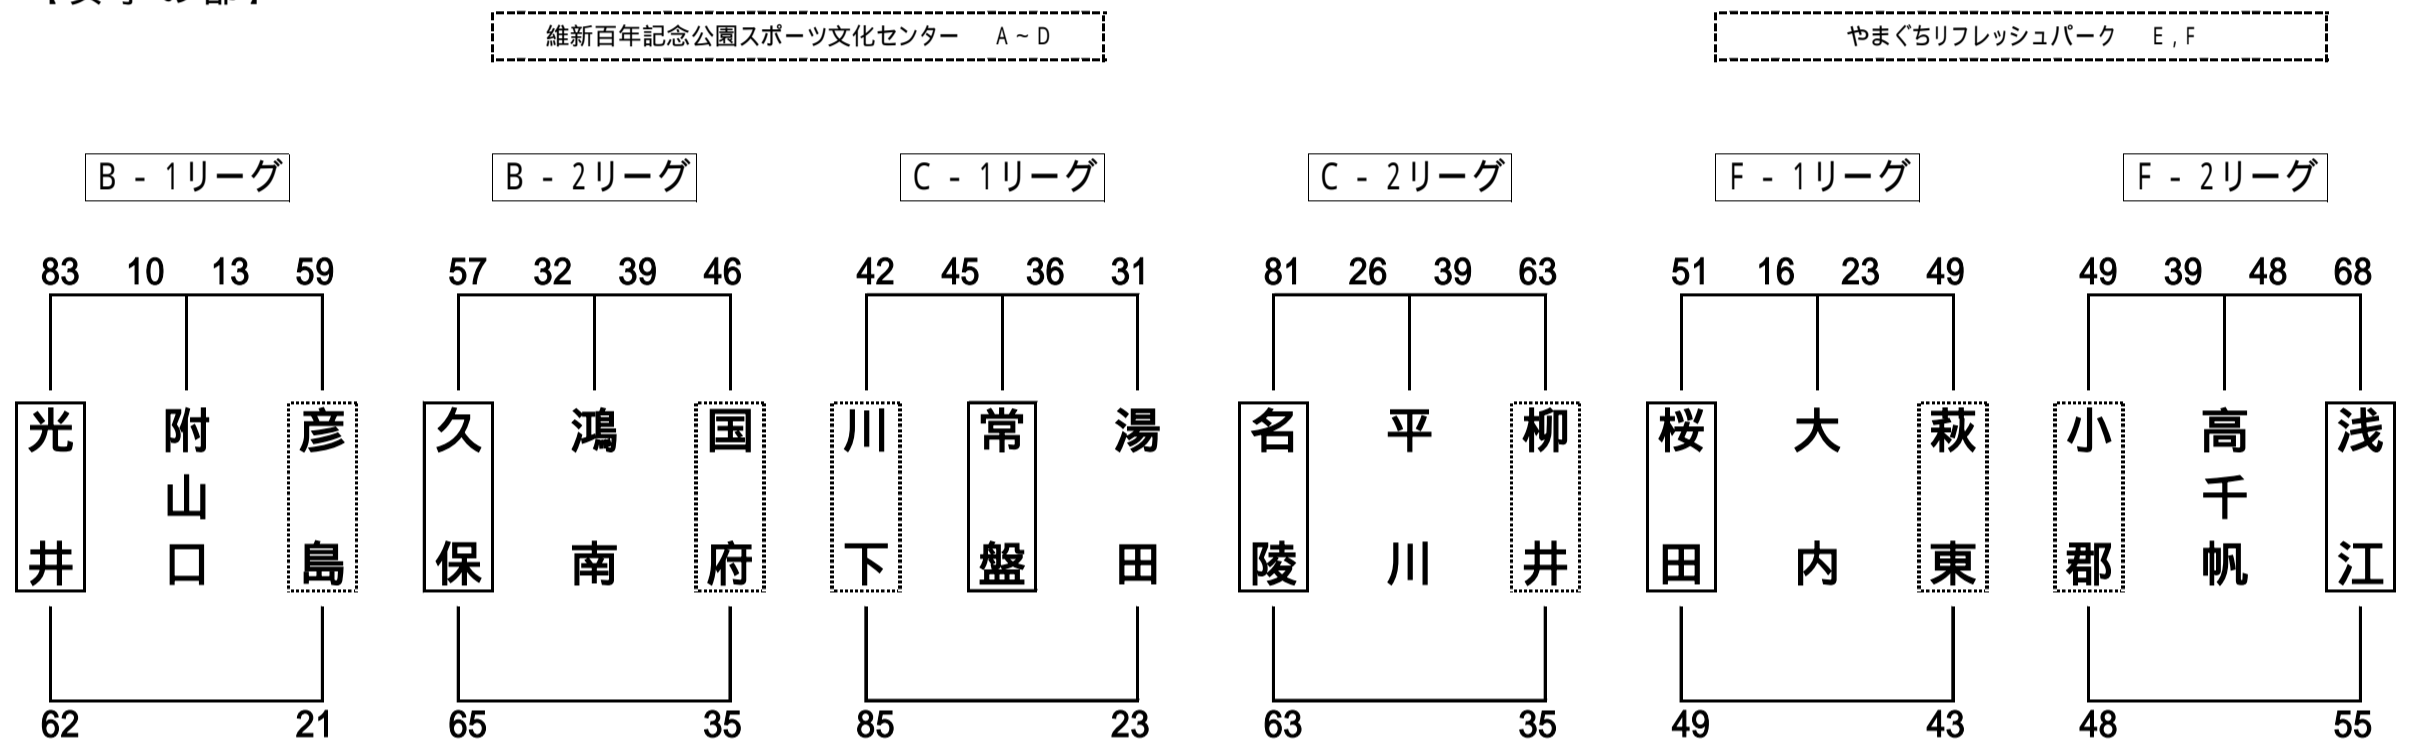 維新百年記念公園スポーツ文化センター　A～D
やまぐちリフレッシュパーク　E,F
B-1リーグ
B-2リーグ
C-1リーグ
C-2リーグ
F-1リーグ
F-2リーグ
83 10 13 59
57 32 39 46
42 45 36 31
81 26 39 63
51 16 23 49
49 39 48 68
光井
附山口
彦島
久保
鴻南
国府
川下
常盤
湯田
名陵
平川
柳井
桜田
大内
萩東
小郡
高千帆
浅江
62 21
65 35
85 23
63 35
49 43
48 55